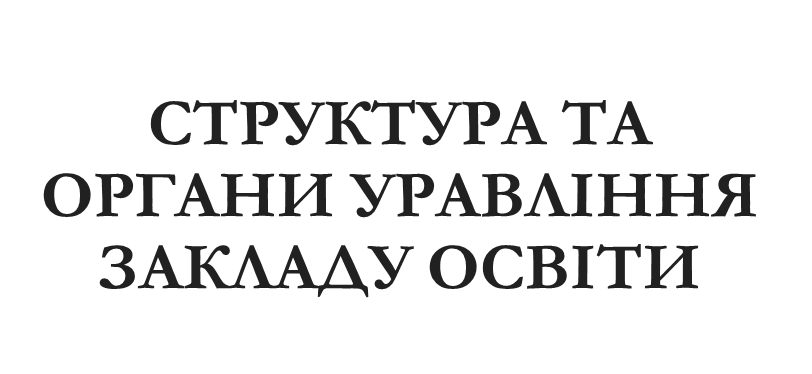 СТРУКТУРА ТА
ОРГАНИ УРАВЛІННЯ
ЗАКЛАДУ ОСВІТИ